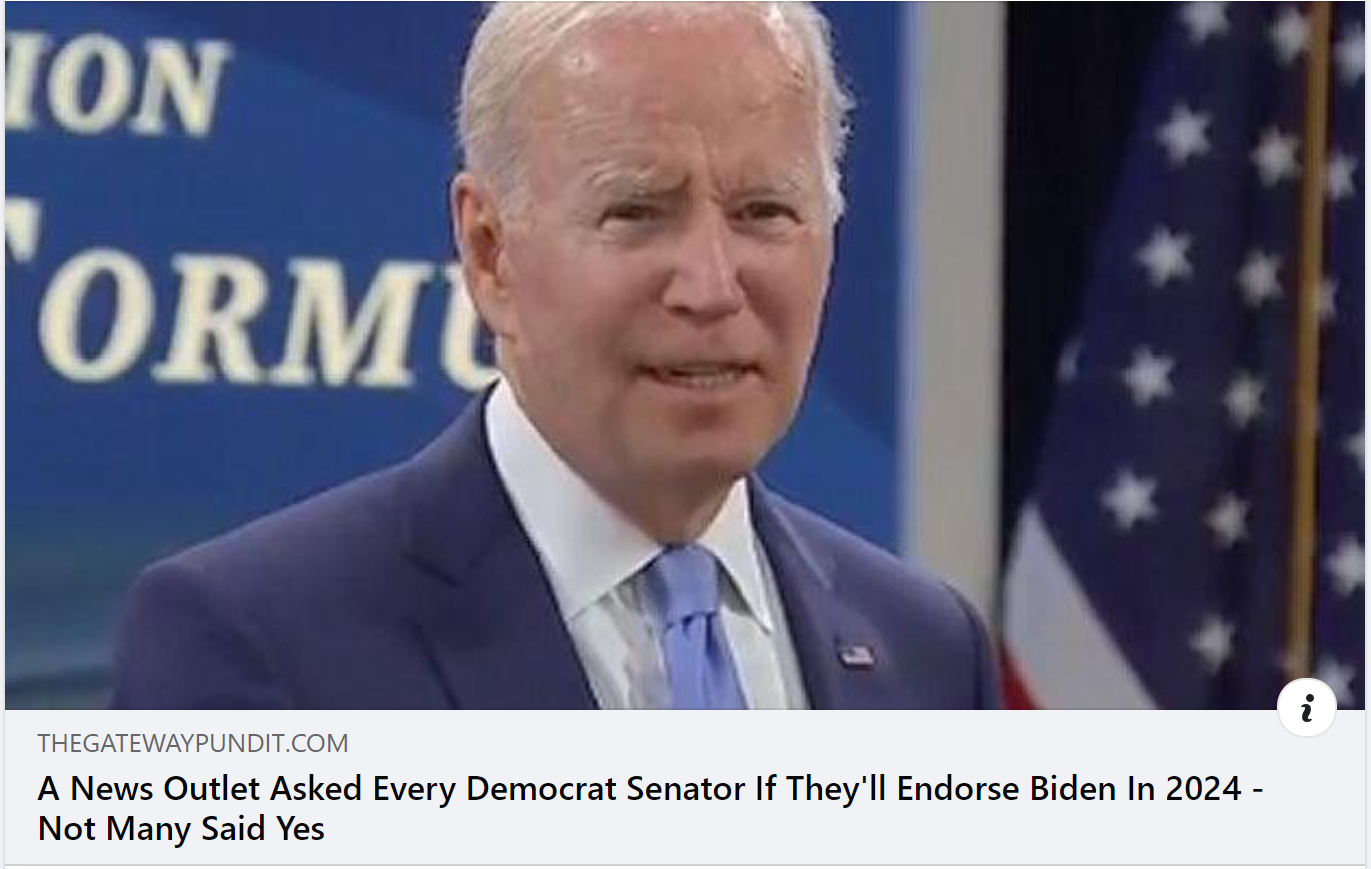 ION
FORMU
THEGATEWAYPUNDIT.COM
A News Outlet Asked Every Democrat Senator If They'll Endorse Biden In 2024 -
Not Many Said Yes
i